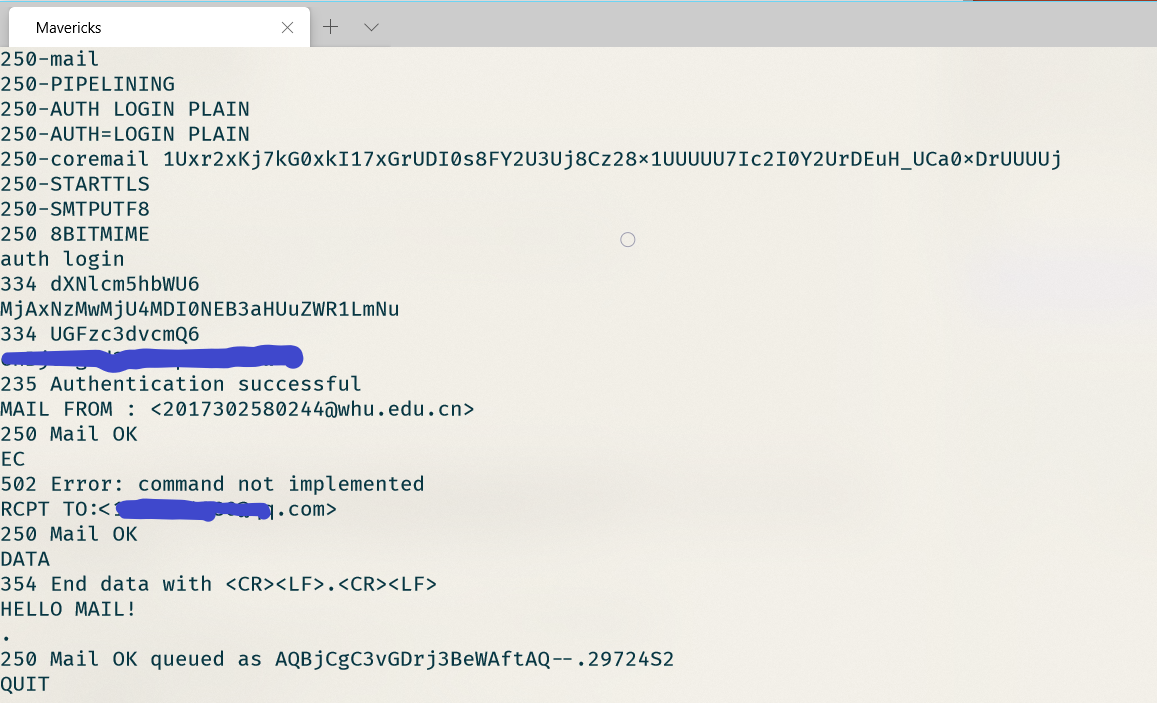 Mavericks
250-mail
250-PIPELINING
250-AUTH LOGIN PLAIN
250-AUTH=LOGIN PLAIN
250-coremail 1Uxr2xKj7kG0xkI17xGrUDI0s8FY2U3Uj8Cz28×1UUUUU7Ic2I0Y2UrDEuH_UCa0×DrUUUUj
250-STARTTLS
250-SMTPUTF8
250 8BITMIME
auth login
334 dXNlcm5hbWU6
MjAxNzMwMjU4MDI0NEB3aHUuZWR1LmNu
334 UGFzc3dvcmQ6
235 Authentication successful
MAIL FROM : <2017302580244@whu.edu.cn>
250 Mail OK
EC
502 Error: command not implemented
RCPT TO:< .com>
250 Mail OK
DATA
354 End data with <CR><LF>.<CR><LF>
HELLO MAIL!
.
250 Mail OK queued as AQBjCgC3vGDrj3BeWAftAQ--.29724S2
QUIT